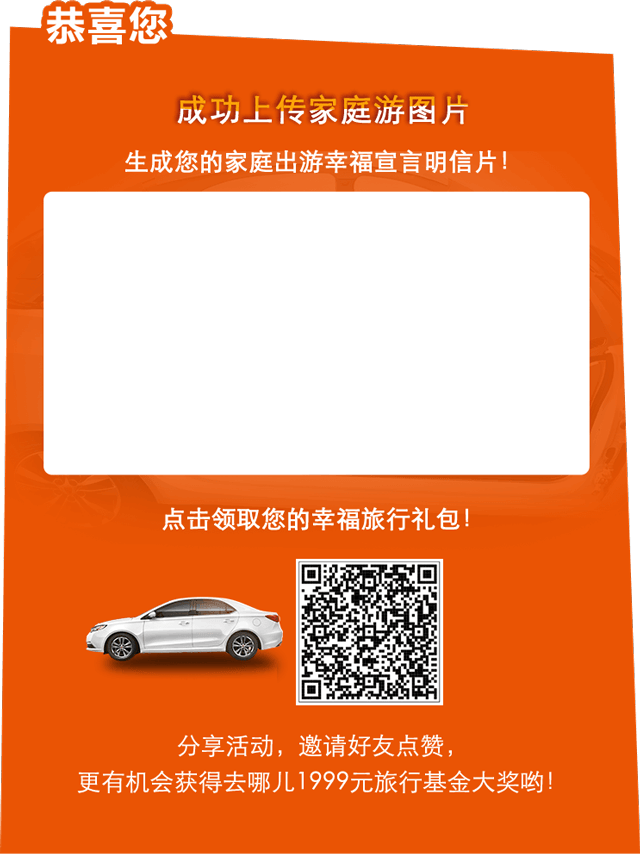 恭喜您
成功上传家庭游图片
生成您的家庭出游幸福宣言明信片！
点击领取您的幸福旅行礼包！
分享活动，邀请好友点赞，
更有机会获得去哪儿1999元旅行基金大奖哟！